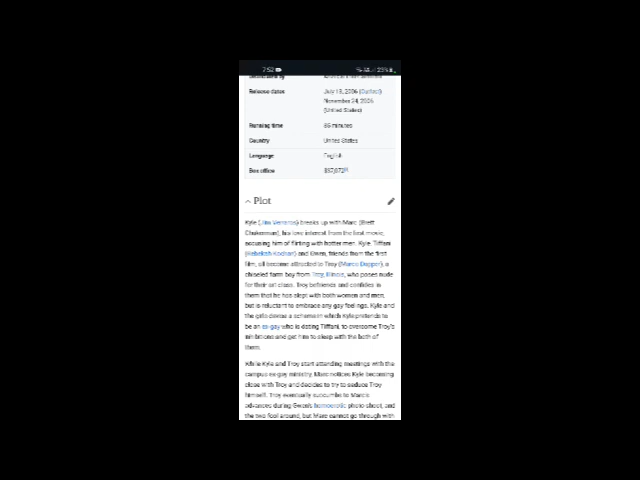 7:52
25%
Release dates July 13, 2006 (Outfest)
November 24, 2006
(United States)
Running time 85 minutes
Country United States
Language English
Box office
Plot
Kyle (Jim Verraros) breaks up with Marc (Brett
Chukerman), his love interest from the last movie,
accusing him of flirting with hotter men. Kyle, Tiffani
(Rebekah Kochan) and Gwen, friends from the first
film, all become attracted to Troy (Marco Dapper), a
chiseled farm boy from Troy, Illinois, who poses nude
for their art class. Troy befriends and confides in
them that he has slept with both women and men,
but is reluctant to embrace any gay feelings. Kyle and
the girls devise a scheme in which Kyle pretends to
be an ex-gay who is dating Tiffani, to overcome Troy's
inhibitions and get him to sleep with the both of
them.
While Kyle and Troy start attending meetings with the
campus ex-gay ministry, Marc notices Kyle becoming
close with Troy and decides to try to seduce Troy
himself. Troy eventually succumbs to Marc's
advances during Gwen's homoerotic photo shoot, and
the two fool around, but Marc cannot go through with